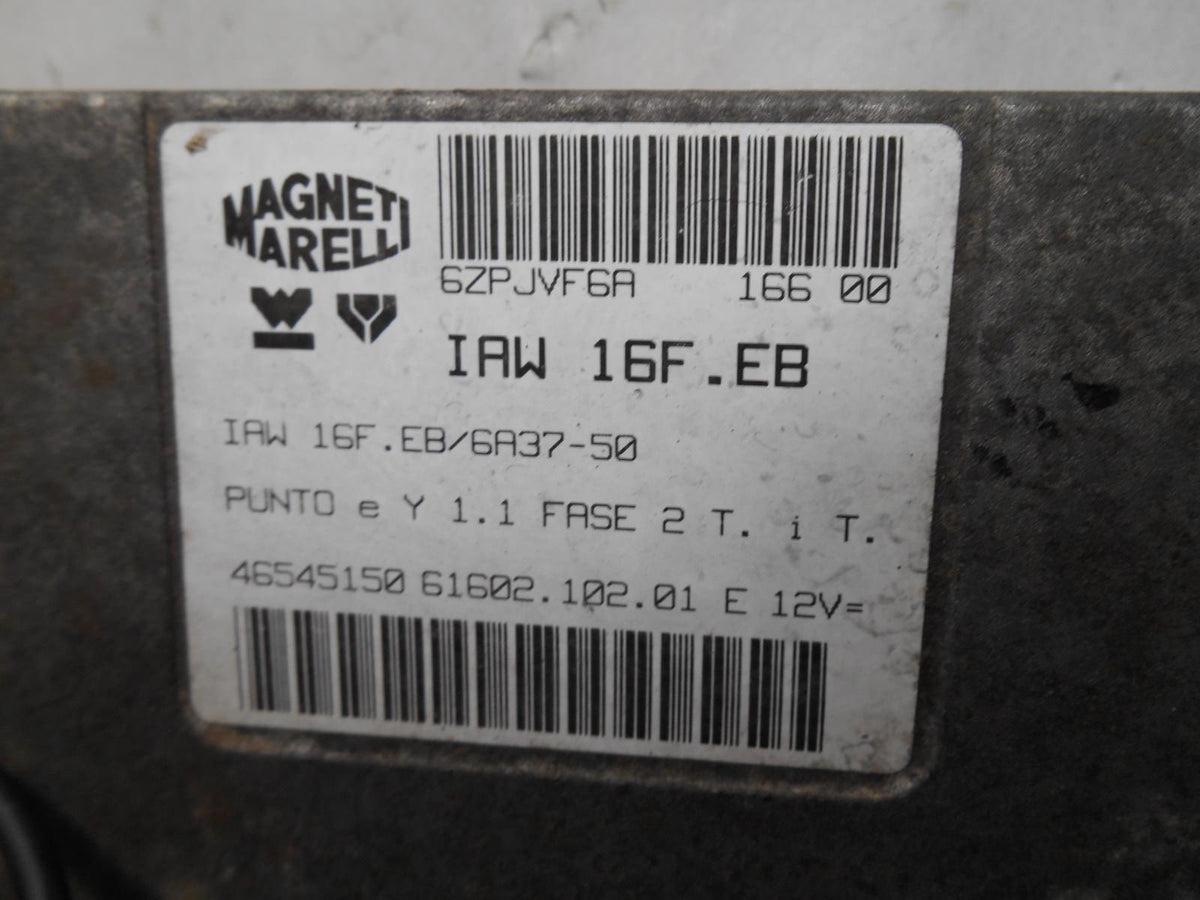 MAGNETI
MARELLI
6ZPJVF6A 166 00
IAW 16F.EB
IAW 16F.EB/6A37-50
PUNTO e Y 1.1 FASE 2 T. i T.
46545150 61602.102.01 E 12V=